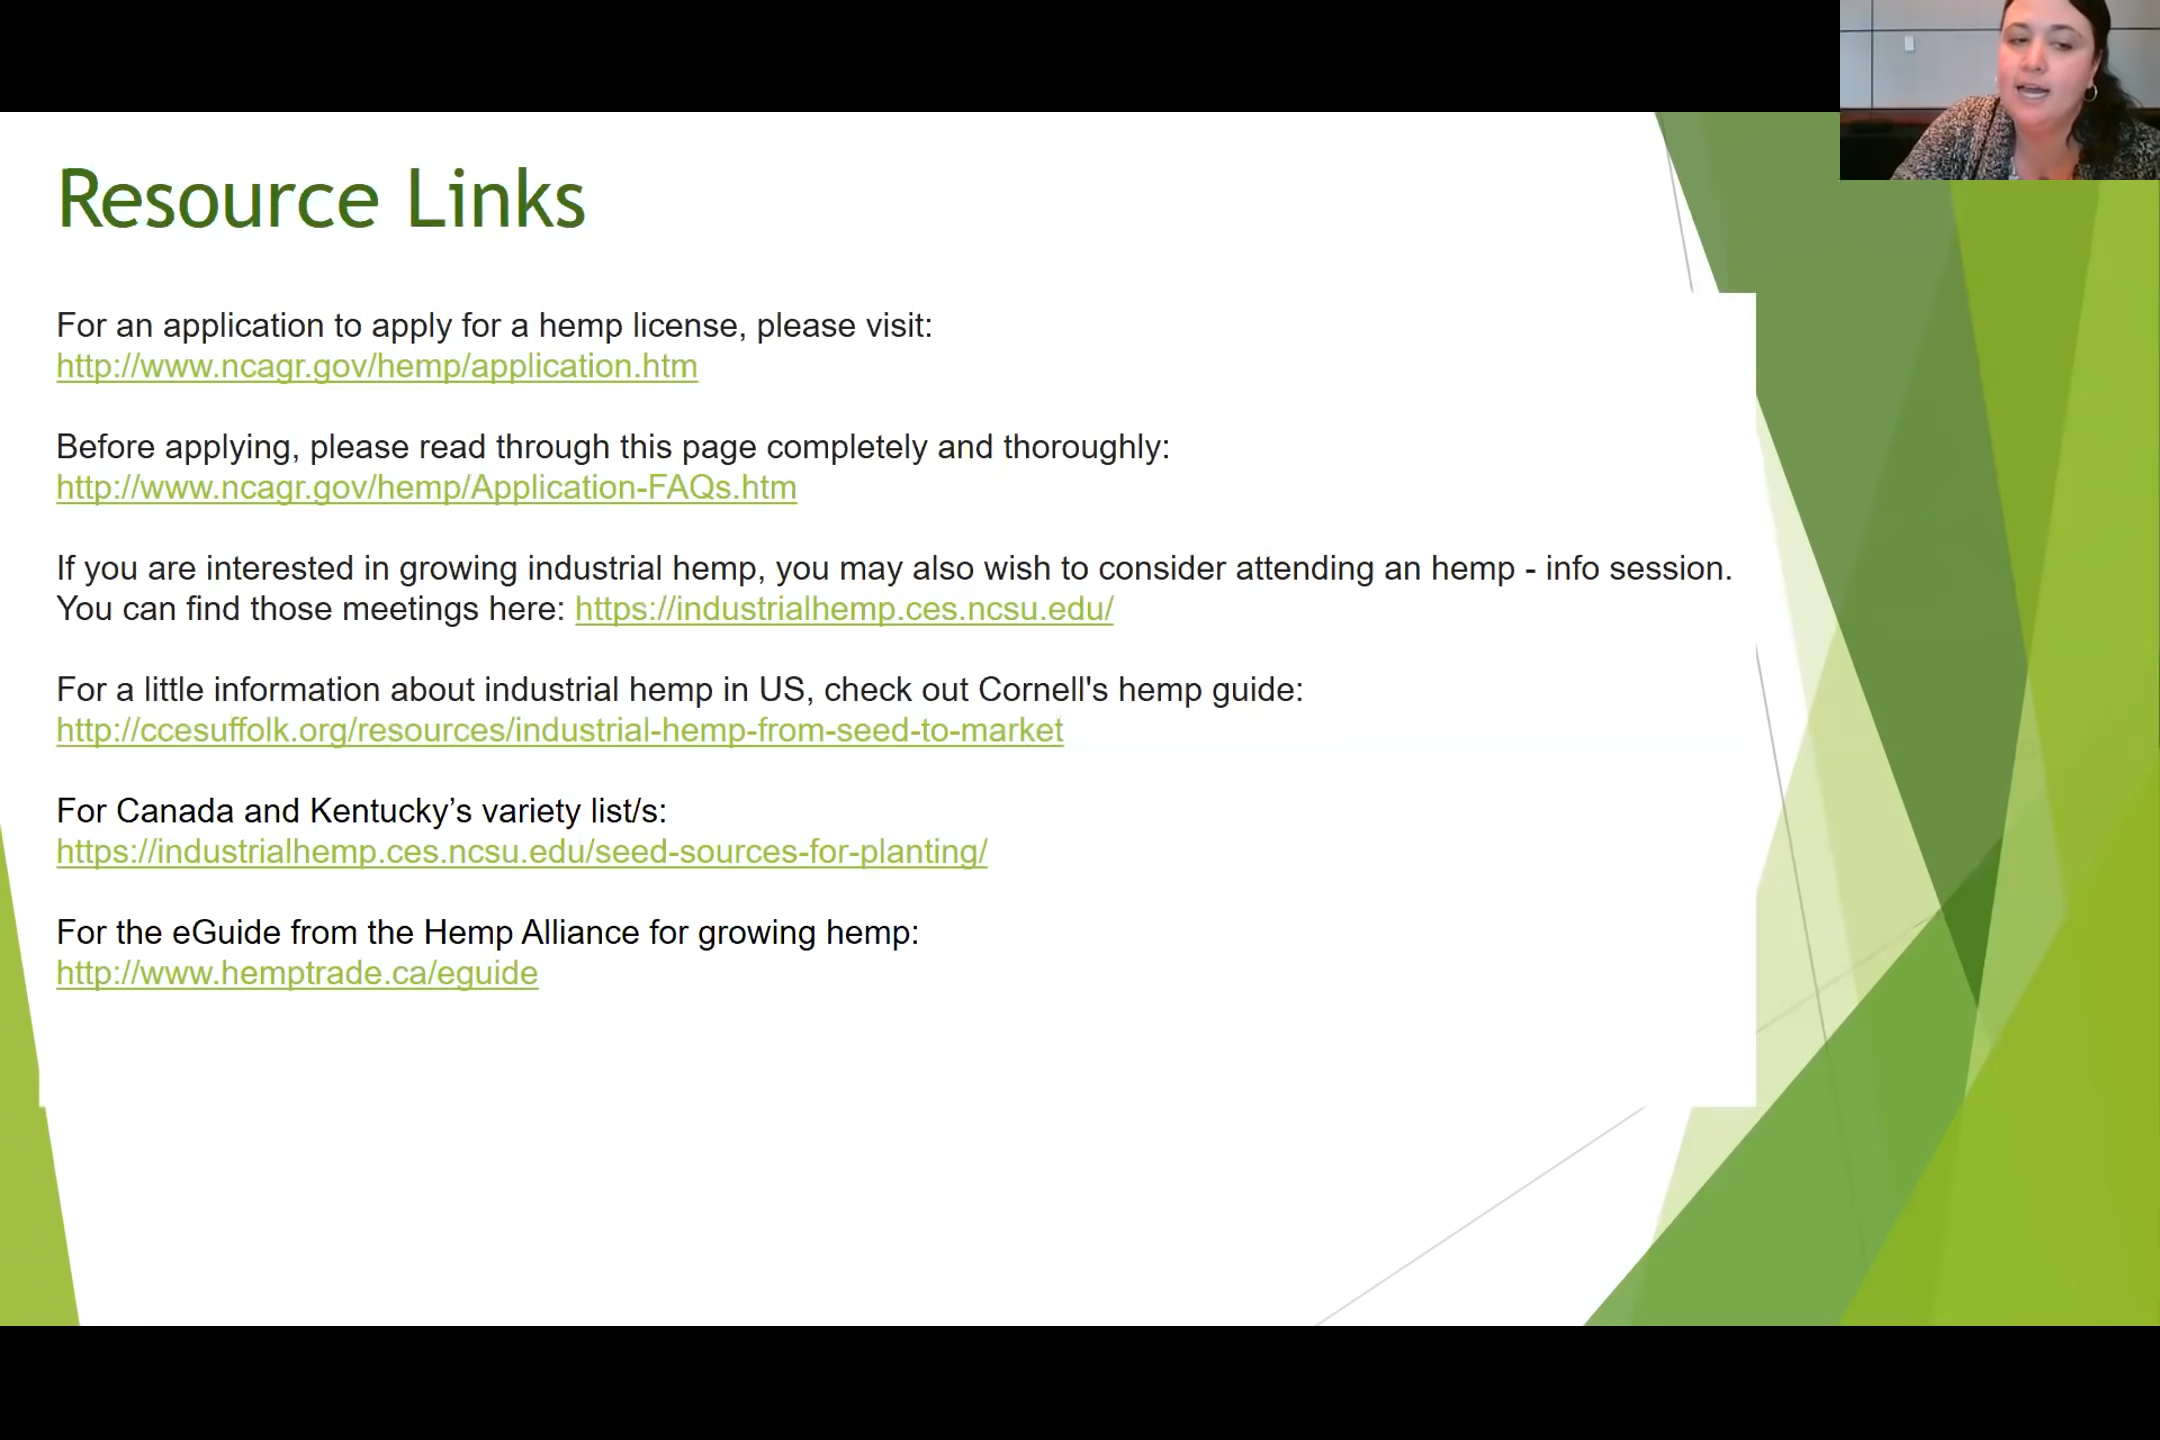 Resource Links
For an application to apply for a hemp license, please visit:
http://www.ncagr.gov/hemp/application.htm
Before applying, please read through this page completely and thoroughly:
http://www.ncagr.gov/hemp/Application-FAQs.htm
If you are interested in growing industrial hemp, you may also wish to consider attending an hemp - info session.
You can find those meetings here: https://industrialhemp.ces.ncsu.edu/
For a little information about industrial hemp in US, check out Cornell's hemp guide:
http://ccesuffolk.org/resources/industrial-hemp-from-seed-to-market
For Canada and Kentucky’s variety list/s:
https://industrialhemp.ces.ncsu.edu/seed-sources-for-planting/
For the eGuide from the Hemp Alliance for growing hemp:
http://www.hemptrade.ca/eguide